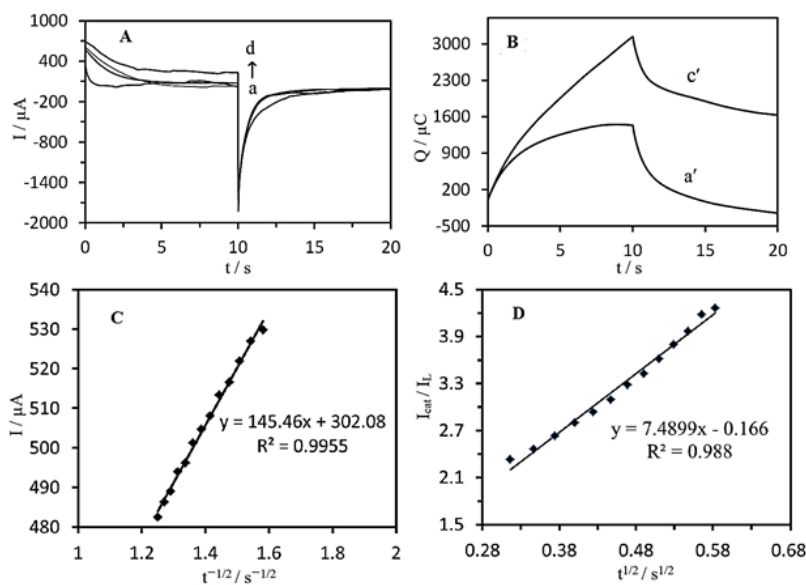 A
I / µA
1000
400
-200
-800
-1400
-2000
d
a
0
5
10
15
20
t / s
B
Q / µC
3000
2300
1600
900
200
-500
c′
a′
0
5
10
15
20
t / s
C
I / µA
540
530
520
510
500
490
480
y = 145.46x + 302.08
R² = 0.9955
1
1.2
1.4
1.6
1.8
2
t⁻¹/² / s⁻¹/²
D
I_cat / I_L
4.5
3.9
3.3
2.7
2.1
1.5
y = 7.4899x - 0.166
R² = 0.988
0.28
0.38
0.48
0.58
0.68
t¹/² / s¹/²